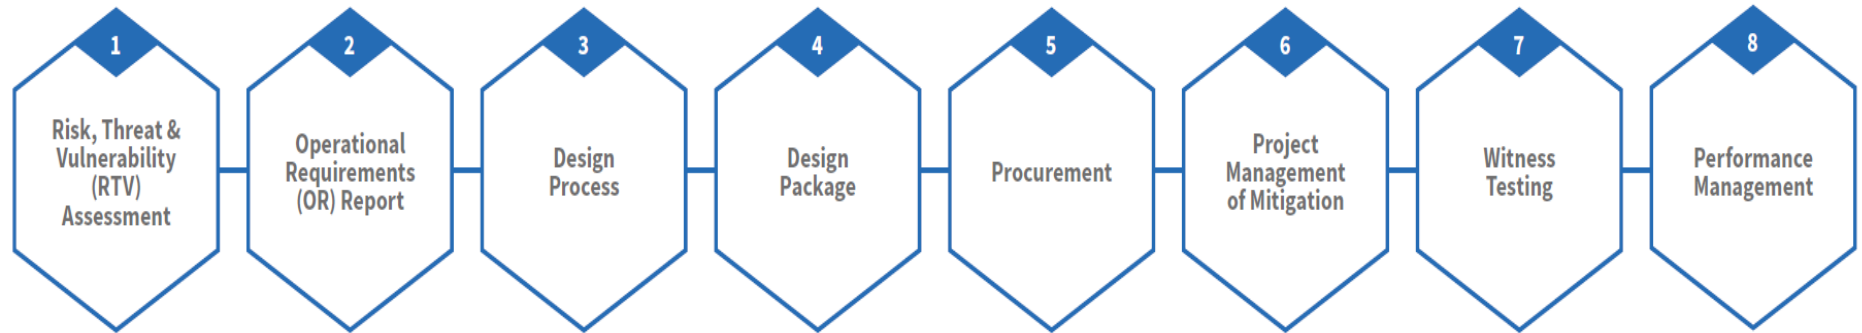 1
Risk, Threat &
Vulnerability
(RTV)
Assessment
2
Operational
Requirements
(OR) Report
3
Design
Process
4
Design
Package
5
Procurement
6
Project
Management
of Mitigation
7
Witness
Testing
8
Performance
Management